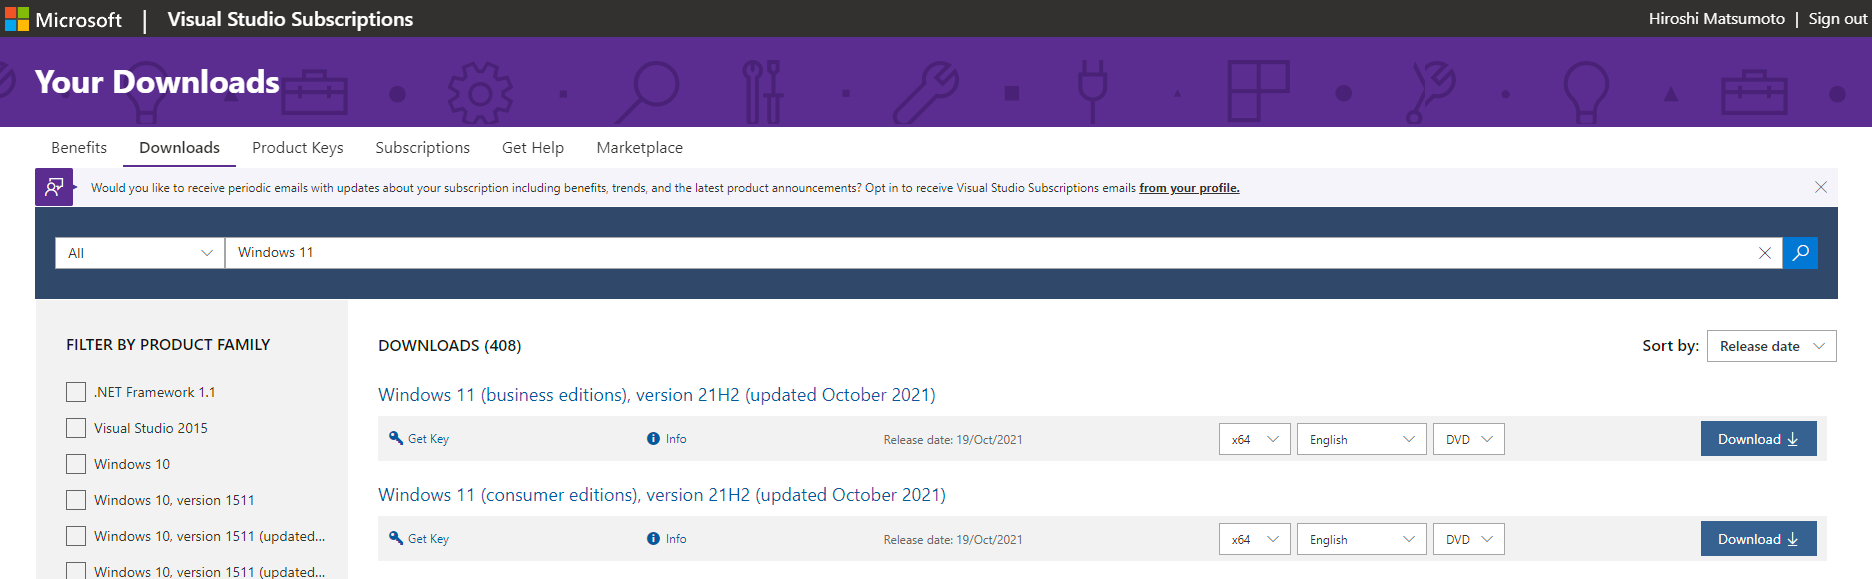 Microsoft | Visual Studio Subscriptions Hiroshi Matsumoto | Sign out
Your Downloads
Benefits Downloads Product Keys Subscriptions Get Help Marketplace
Would you like to receive periodic emails with updates about your subscription including benefits, trends, and the latest product announcements? Opt in to receive Visual Studio Subscriptions emails from your profile.
All Windows 11
FILTER BY PRODUCT FAMILY
.NET Framework 1.1
Visual Studio 2015
Windows 10
Windows 10, version 1511
Windows 10, version 1511 (updated...
Windows 10, version 1511 (updated...
DOWNLOADS (408) Sort by: Release date
Windows 11 (business editions), version 21H2 (updated October 2021)
Get Key Info Release date: 19/Oct/2021 x64 English DVD Download
Windows 11 (consumer editions), version 21H2 (updated October 2021)
Get Key Info Release date: 19/Oct/2021 x64 English DVD Download